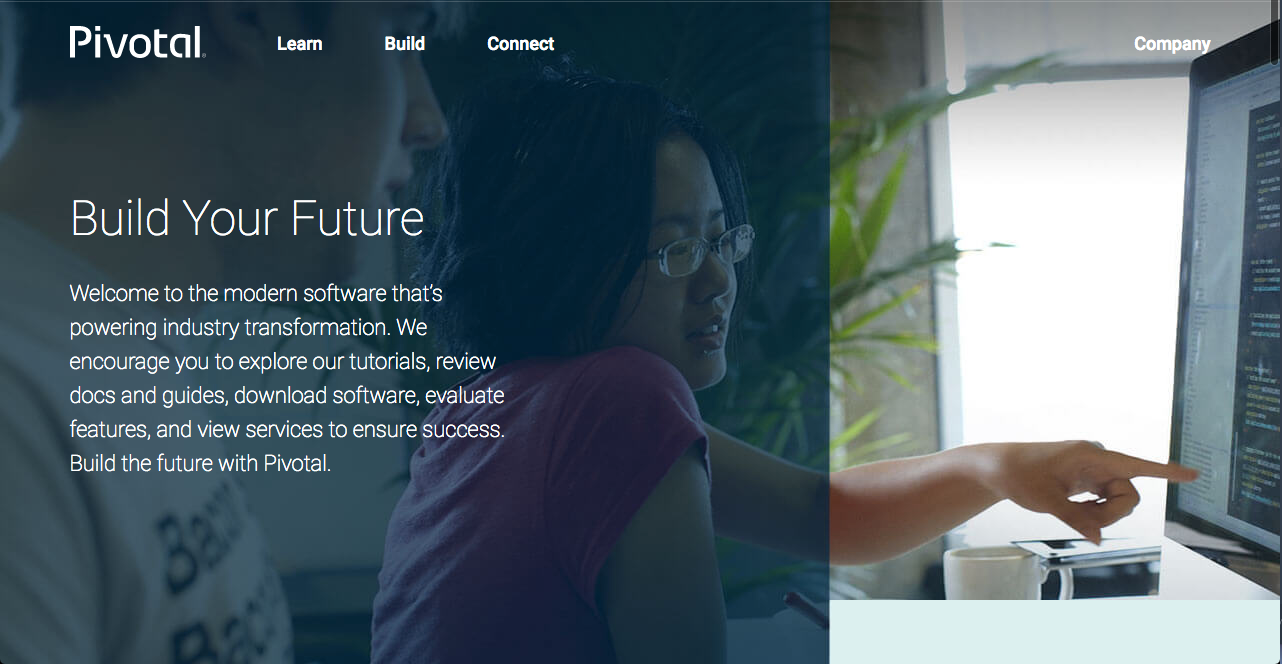 Pivotal
Learn Build Connect Company
Build Your Future
Welcome to the modern software that’s
powering industry transformation. We
encourage you to explore our tutorials, review
docs and guides, download software, evaluate
features, and view services to ensure success.
Build the future with Pivotal.